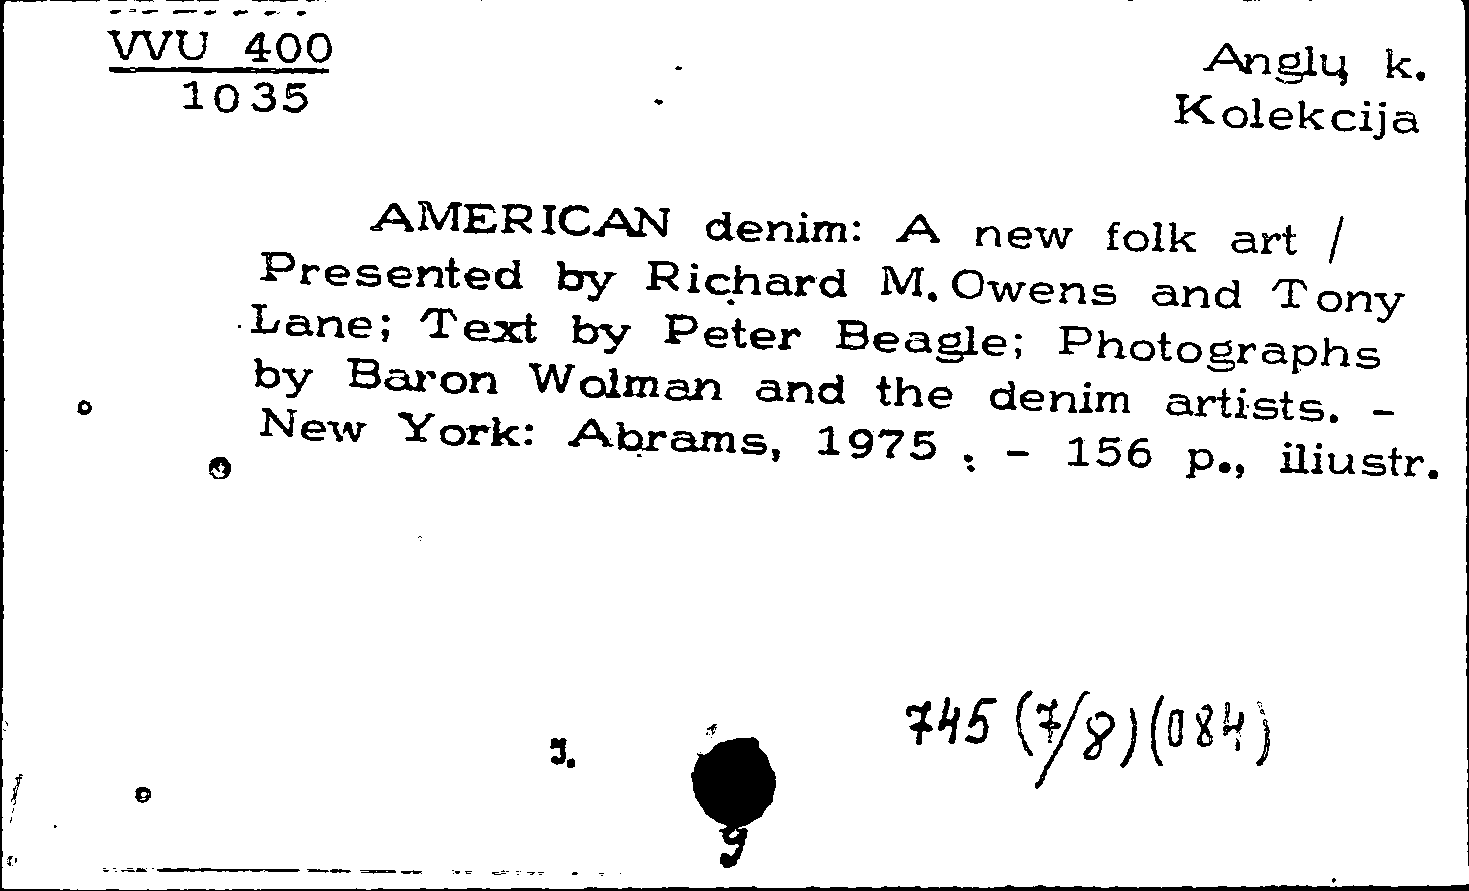 VVU 400
1035
Anglų k.
Kolekcija
AMERICAN denim: A new folk art /
Presented by Richard M. Owens and Tony
Lane; Text by Peter Beagle; Photographs
by Baron Wolman and the denim artists. -
New York: Abrams, 1975 . - 156 p., iliustr.
745 (7/8)(084)
J.
9